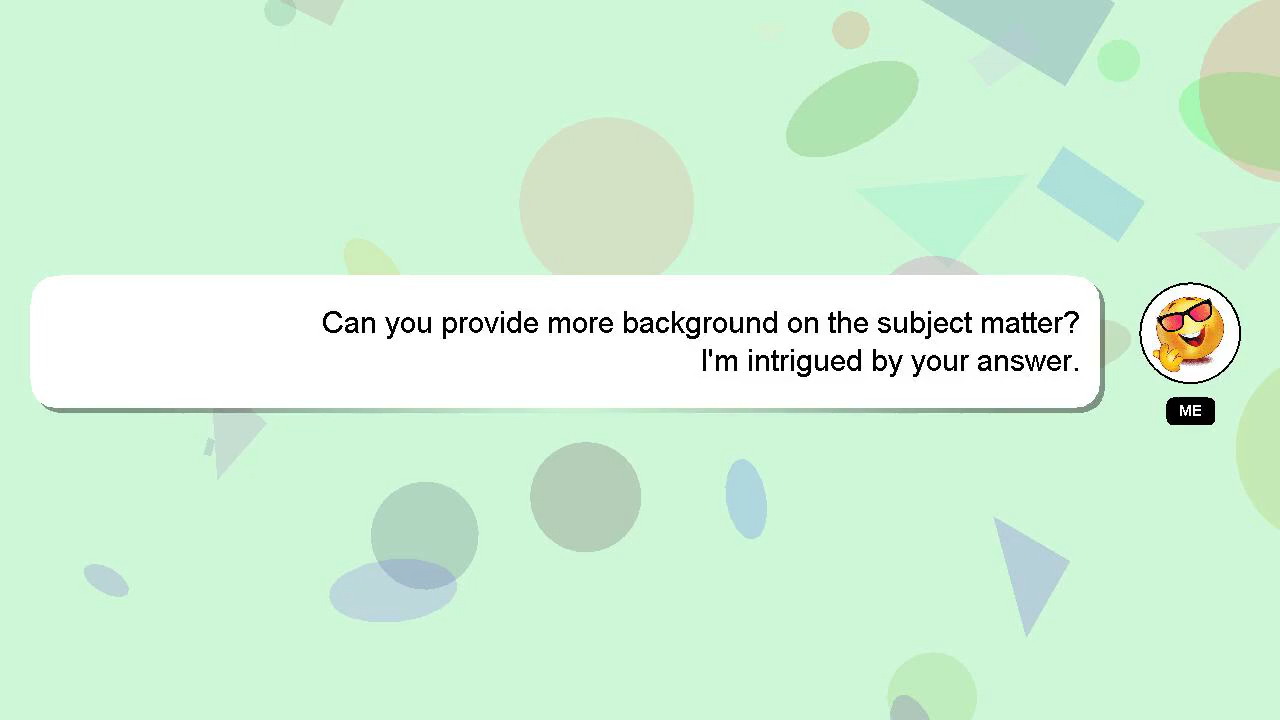 Can you provide more background on the subject matter?
I'm intrigued by your answer.
ME